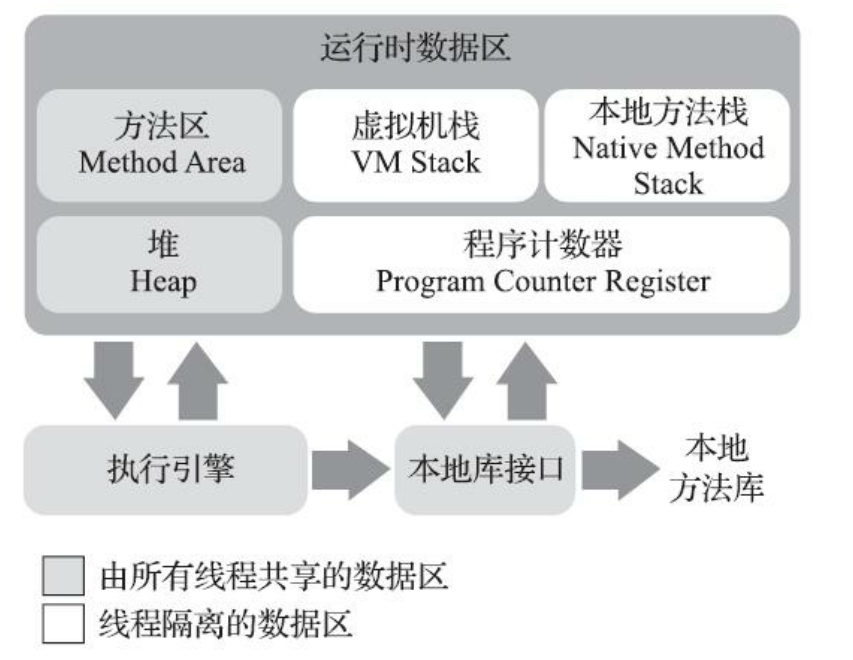 运行时数据区
方法区
Method Area
虚拟机栈
VM Stack
本地方法栈
Native Method
Stack
堆
Heap
程序计数器
Program Counter Register
执行引擎
本地库接口
本地
方法库
由所有线程共享的数据区
线程隔离的数据区